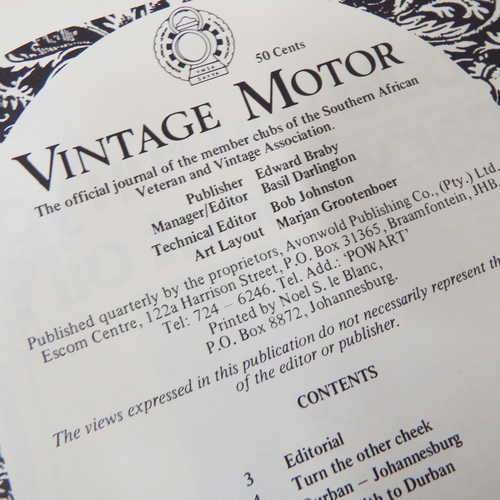 50 Cents
VINTAGE MOTOR
The official journal of the member clubs of the Southern African
Veteran and Vintage Association.
Publisher Edward Braby
Manager/Editor Basil Darlington
Technical Editor Bob Johnston
Art Layout Marjan Grootenboer
Published quarterly by the proprietors, Avonwold Publishing Co., (Pty.) Ltd.,
Escom Centre, 122a Harrison Street, P.O. Box 31365, Braamfontein, JHB
Tel: 724 – 6246. Tel. Add.: 'POWART'
Printed by Noel S. le Blanc,
P.O. Box 8872, Johannesburg.
The views expressed in this publication do not necessarily represent the
of the editor or publisher.
CONTENTS
3 Editorial
4 Turn the other cheek
Durban – Johannesburg
to Durban